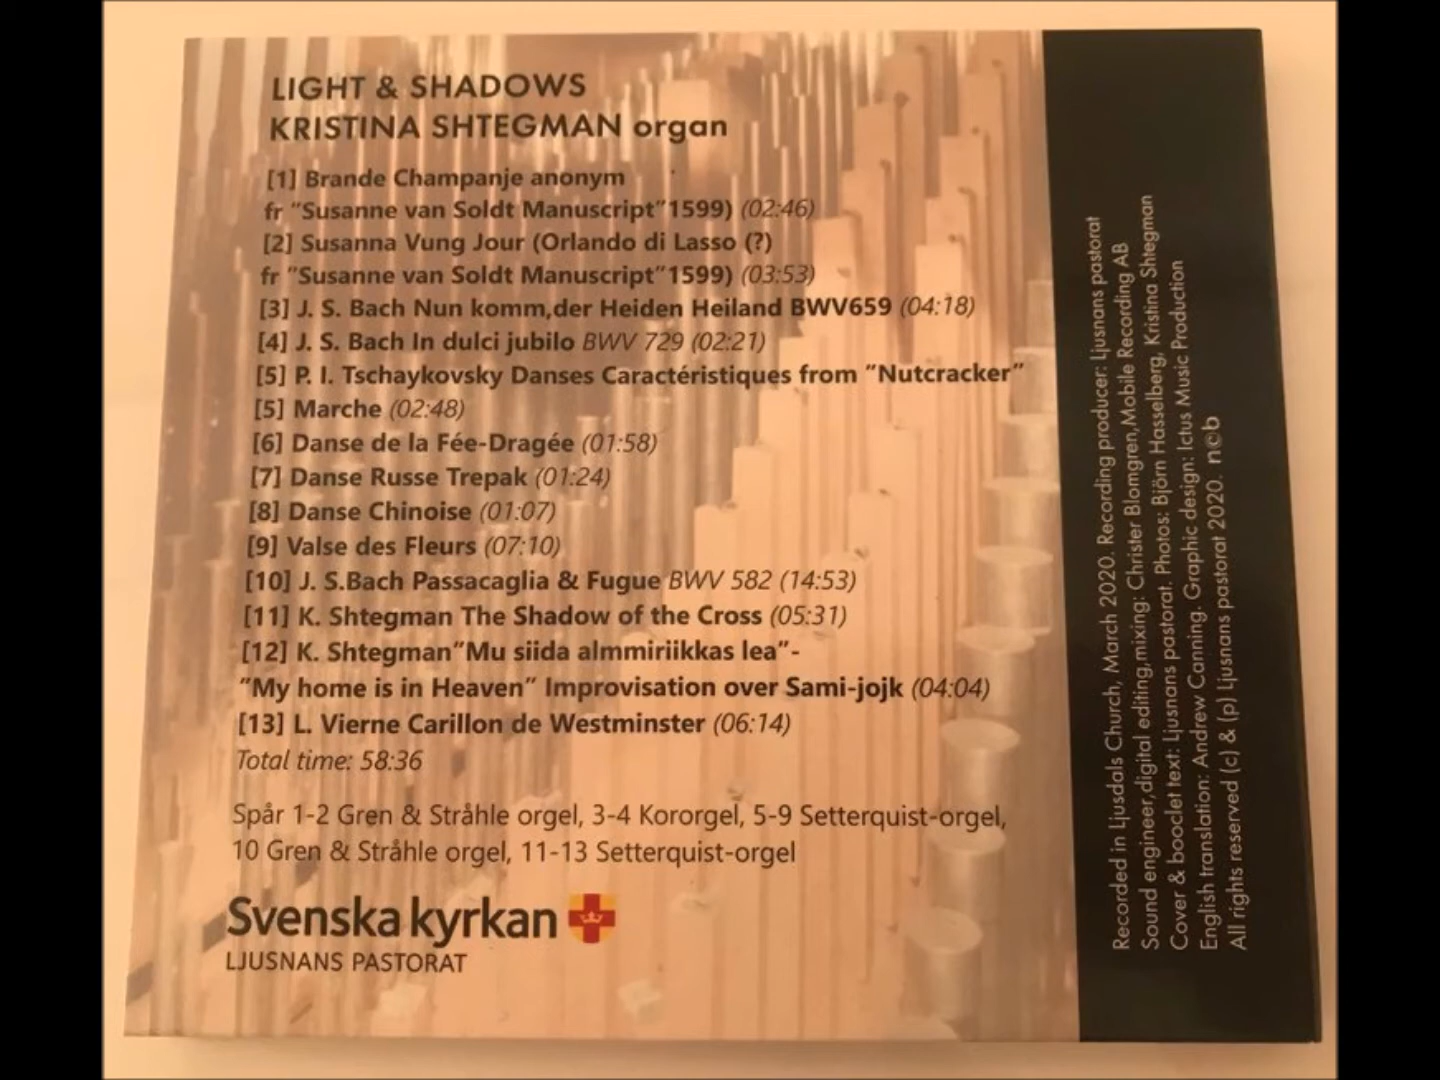 LIGHT & SHADOWS
KRISTINA SHTEGMAN organ
[1] Brande Champanje anonym
fr "Susanne van Soldt Manuscript"1599) (02:46)
[2] Susanna Vung Jour (Orlando di Lasso (?)
fr "Susanne van Soldt Manuscript"1599) (03:53)
[3] J. S. Bach Nun komm,der Heiden Heiland BWV659 (04:18)
[4] J. S. Bach In dulci jubilo BWV 729 (02:21)
[5] P. I. Tschaykovsky Danses Caractéristiques from "Nutcracker"
[5] Marche (02:48)
[6] Danse de la Fée-Dragée (01:58)
[7] Danse Russe Trepak (01:24)
[8] Danse Chinoise (01:07)
[9] Valse des Fleurs (07:10)
[10] J. S.Bach Passacaglia & Fugue BWV 582 (14:53)
[11] K. Shtegman The Shadow of the Cross (05:31)
[12] K. Shtegman"Mu siida almmiriikkas lea"-
"My home is in Heaven" Improvisation over Sami-jojk (04:04)
[13] L. Vierne Carillon de Westminster (06:14)
Total time: 58:36
Spår 1-2 Gren & Stråhle orgel, 3-4 Kororgel, 5-9 Setterquist-orgel,
10 Gren & Stråhle orgel, 11-13 Setterquist-orgel
Svenska kyrkan
LJUSNANS PASTORAT
Recorded in Ljusdals Church, March 2020. Recording producer: Ljusnans pastorat
Sound engineer,digital editing,mixing: Christer Blomgren,Mobile Recording AB
Cover & booclet text: Ljusnans pastorat. Photos: Björn Hasselberg, Kristina Shtegman
English translation: Andrew Canning. Graphic design: Ictus Music Production
All rights reserved (c) & (p) Ljusnans pastorat 2020. ncb